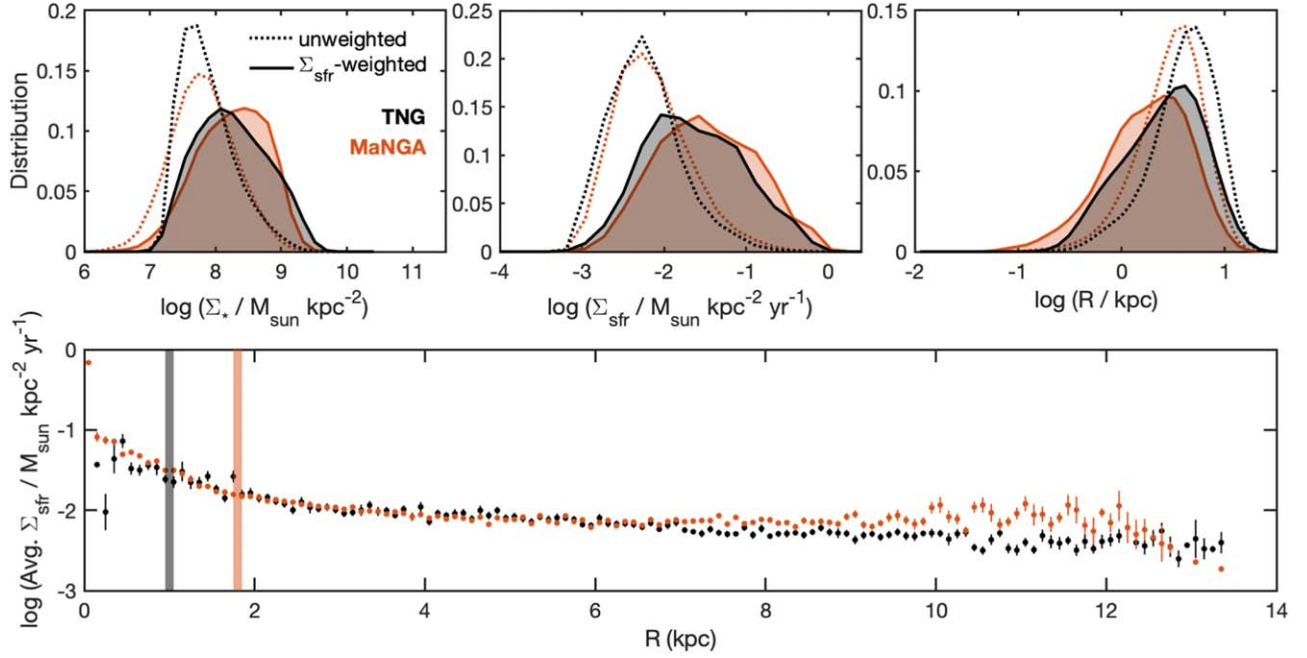 0.2
0.15
0.1
0.05
0
Distribution
unweighted
Σsfr-weighted
TNG
MaNGA
6 7 8 9 10 11
log (Σ* / Msun kpc-2)
0.25
0.2
0.15
0.1
0.05
0
-4 -3 -2 -1 0
log (Σsfr / Msun kpc-2 yr-1)
0.15
0.1
0.05
0
-2 -1 0 1
log (R / kpc)
log (Avg. Σsfr / Msun kpc-2 yr-1)
0
-1
-2
-3
0 2 4 6 8 10 12 14
R (kpc)